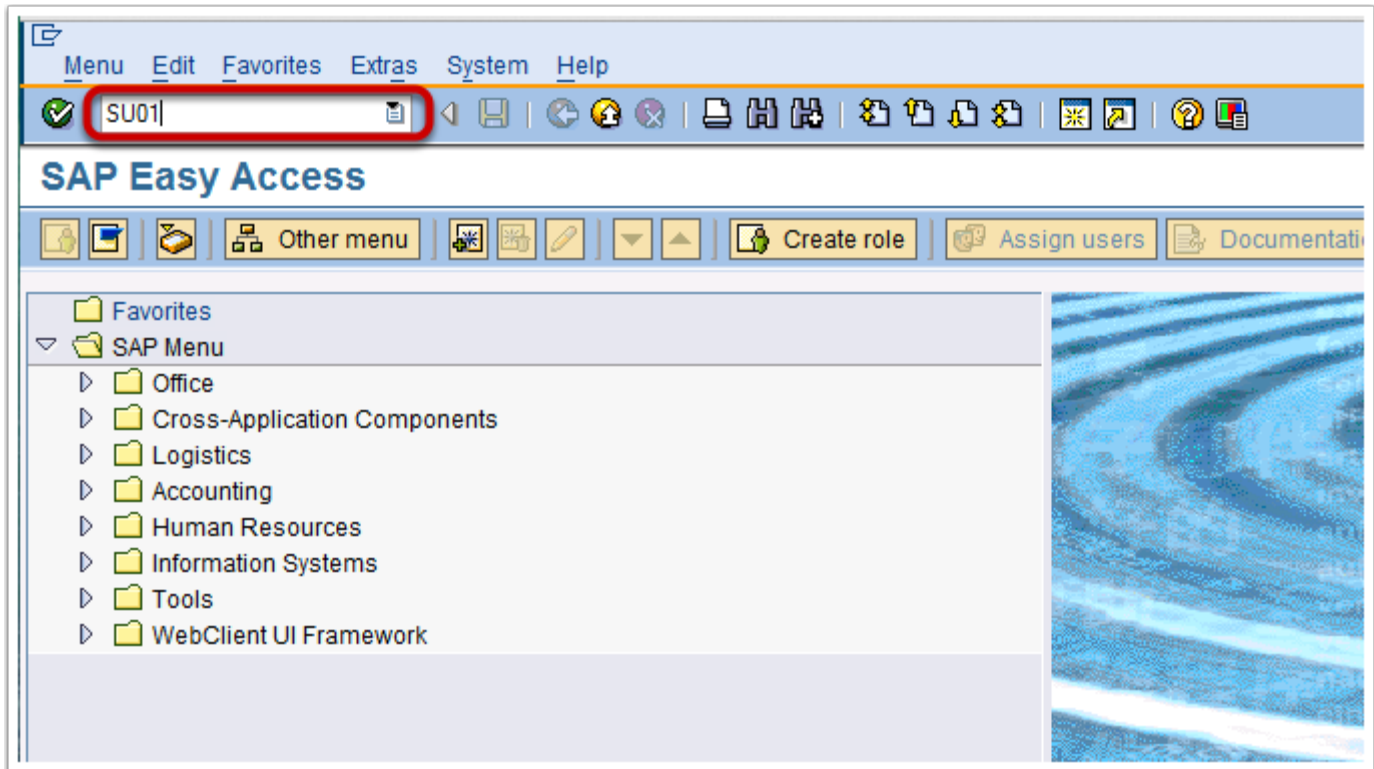 Menu Edit Favorites Extras System Help
SU01
SAP Easy Access
Other menu Create role Assign users Documentati
Favorites
SAP Menu
Office
Cross-Application Components
Logistics
Accounting
Human Resources
Information Systems
Tools
WebClient UI Framework